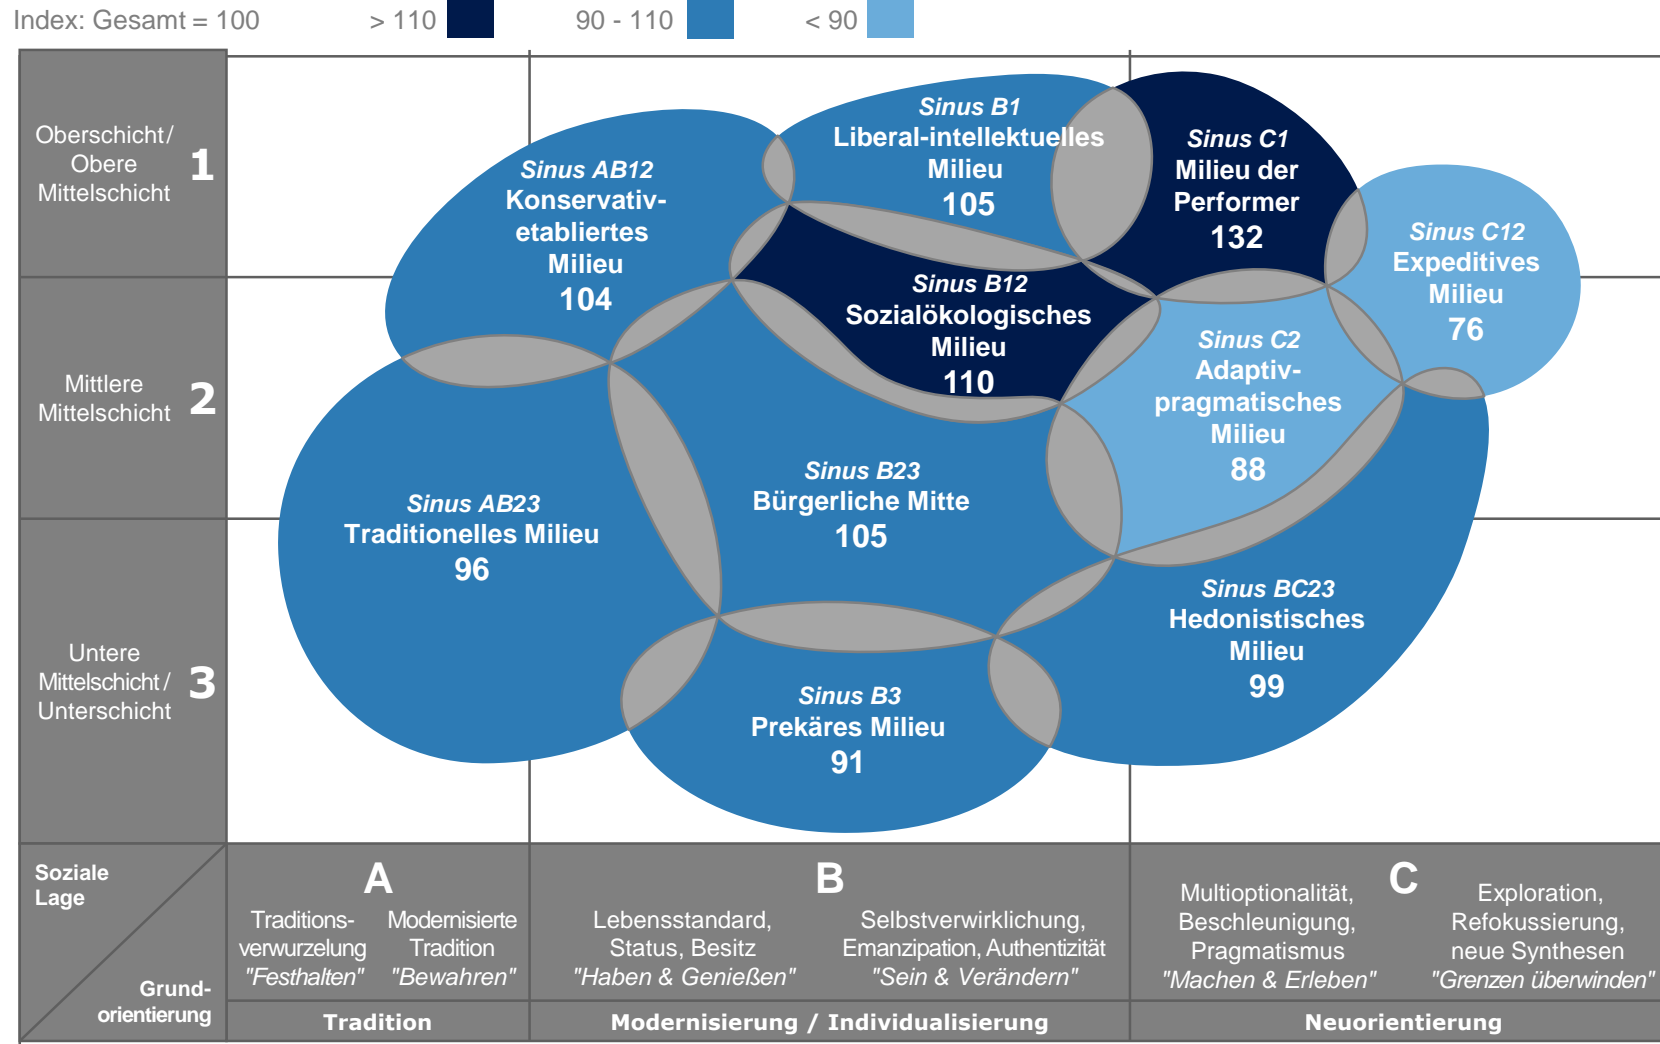 Index: Gesamt = 100 > 110 90 - 110 < 90
Oberschicht/
Obere
Mittelschicht
1
Mittlere
Mittelschicht
2
Untere
Mittelschicht /
Unterschicht
3
Sinus AB12
Konservativ-
etabliertes
Milieu
104
Sinus B1
Liberal-intellektuelles
Milieu
105
Sinus C1
Milieu der
Performer
132
Sinus C12
Expeditives
Milieu
76
Sinus B12
Sozialökologisches
Milieu
110
Sinus C2
Adaptiv-
pragmatisches
Milieu
88
Sinus AB23
Traditionelles Milieu
96
Sinus B23
Bürgerliche Mitte
105
Sinus BC23
Hedonistisches
Milieu
99
Sinus B3
Prekäres Milieu
91
Soziale
Lage
Grund-
orientierung
A
Traditions-
verwurzelung
"Festhalten"
Modernisierte
Tradition
"Bewahren"
Tradition
B
Lebensstandard,
Status, Besitz
"Haben & Genießen"
Selbstverwirklichung,
Emanzipation, Authentizität
"Sein & Verändern"
Modernisierung / Individualisierung
C
Multioptionalität,
Beschleunigung,
Pragmatismus
"Machen & Erleben"
Exploration,
Refokussierung,
neue Synthesen
"Grenzen überwinden"
Neuorientierung